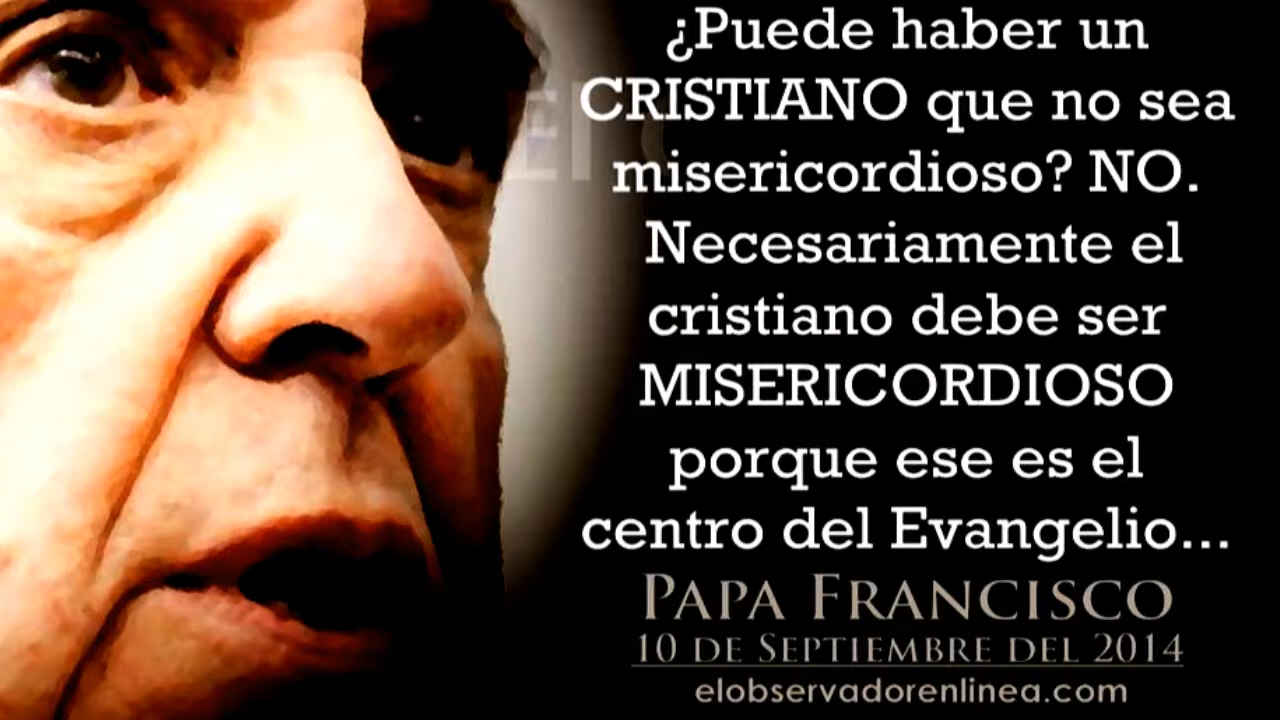 ¿Puede haber un
CRISTIANO que no sea
misericordioso? NO.
Necesariamente el
cristiano debe ser
MISERICORDIOSO
porque ese es el
centro del Evangelio...
PAPA FRANCISCO
10 DE SEPTIEMBRE DEL 2014
elobservadorenlinea.com